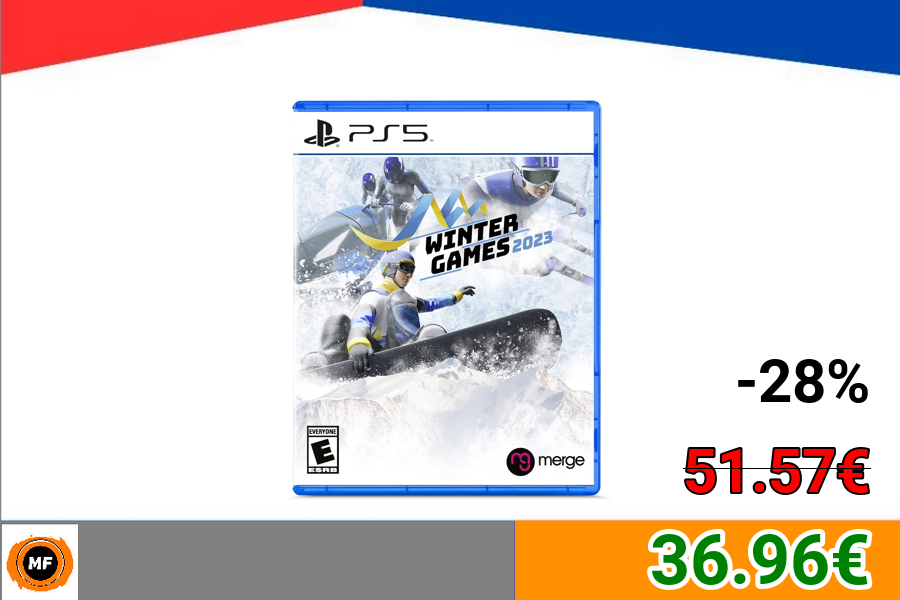 PS5
WINTER
GAMES 2023
EVERYONE
E
ESRB
merge
-28%
51.57€
MF
36.96€